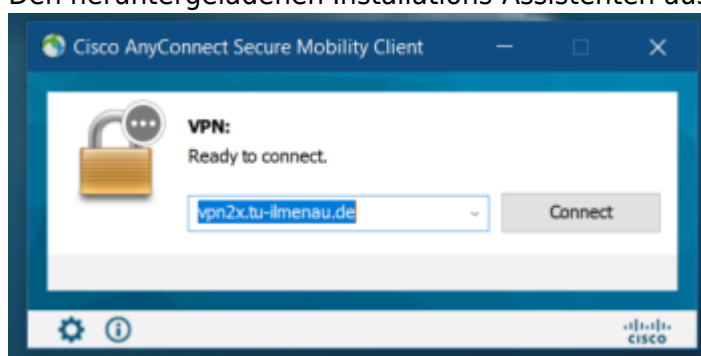 Den heruntergeladenen Installations-Assistenten aus
Cisco AnyConnect Secure Mobility Client
VPN:
Ready to connect.
vpn2x.tu-ilmenau.de
Connect
CISCO